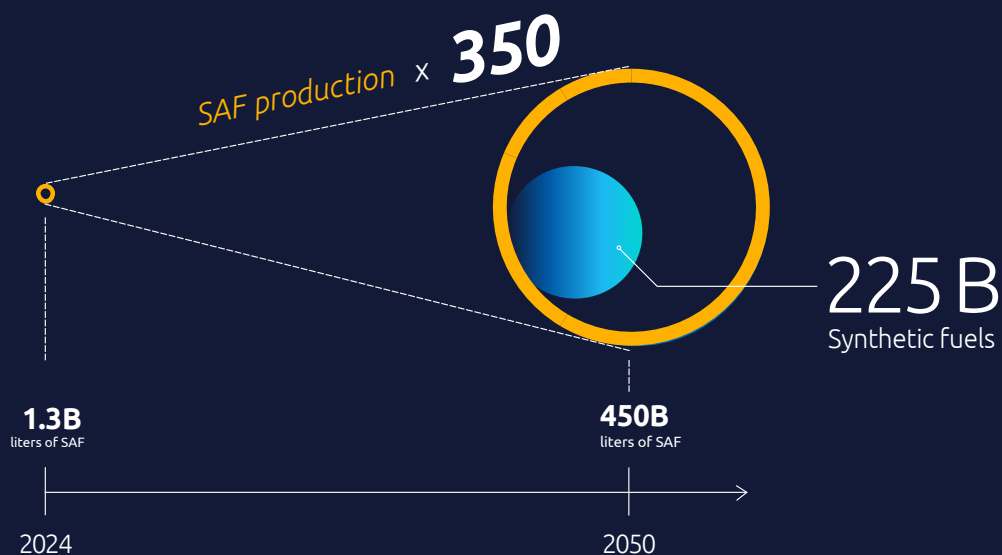 SAF production x 350
225 B
Synthetic fuels
1.3B
liters of SAF
450B
liters of SAF
2024
2050